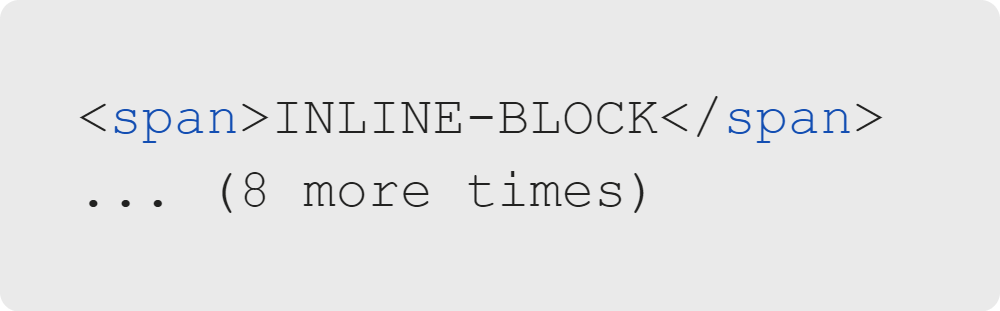 <span>INLINE-BLOCK</span>
... (8 more times)